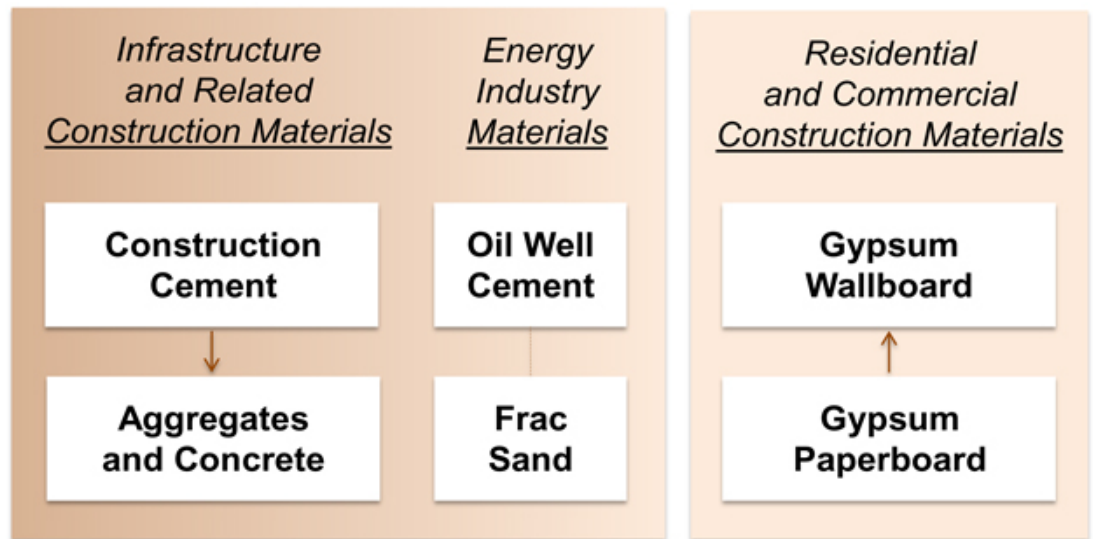 Infrastructure
and Related
Construction Materials
Construction
Cement
Aggregates
and Concrete
Energy
Industry
Materials
Oil Well
Cement
Frac
Sand
Residential
and Commercial
Construction Materials
Gypsum
Wallboard
Gypsum
Paperboard